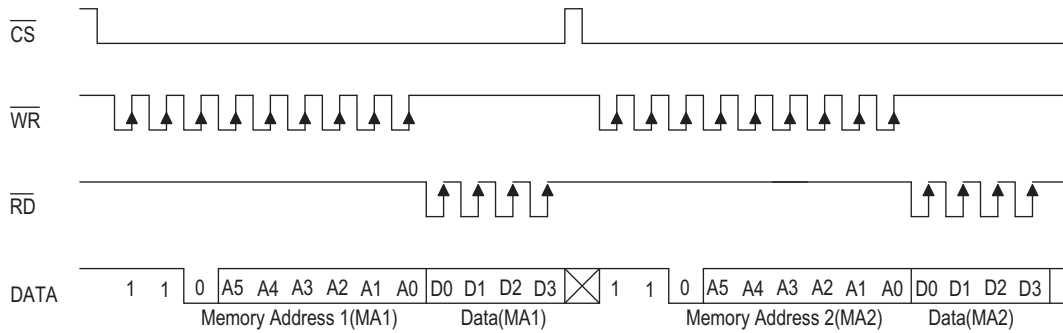 CS
WR
RD
DATA 1 1 0 A5 A4 A3 A2 A1 A0 D0 D1 D2 D3 1 1 0 A5 A4 A3 A2 A1 A0 D0 D1 D2 D3
Memory Address 1(MA1) Data(MA1) Memory Address 2(MA2) Data(MA2)